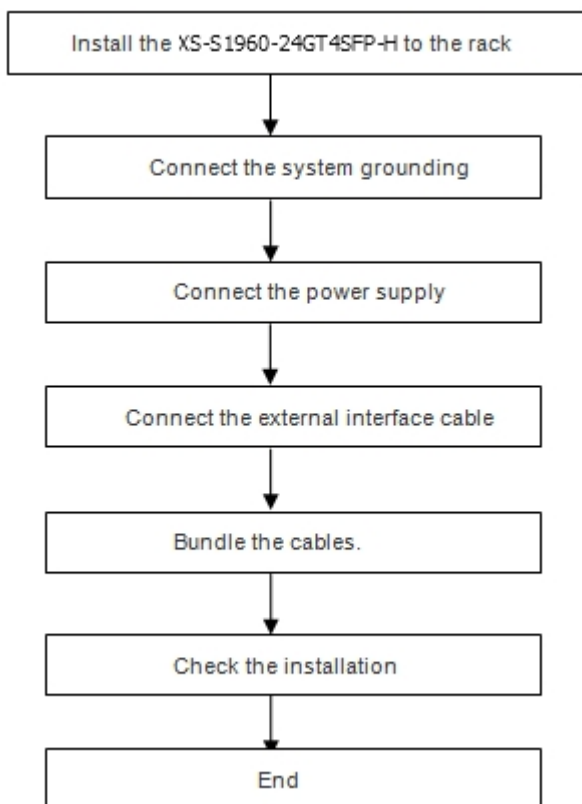 Install the XS-S1960-24GT4SFP-H to the rack
Connect the system grounding
Connect the power supply
Connect the external interface cable
Bundle the cables.
Check the installation
End